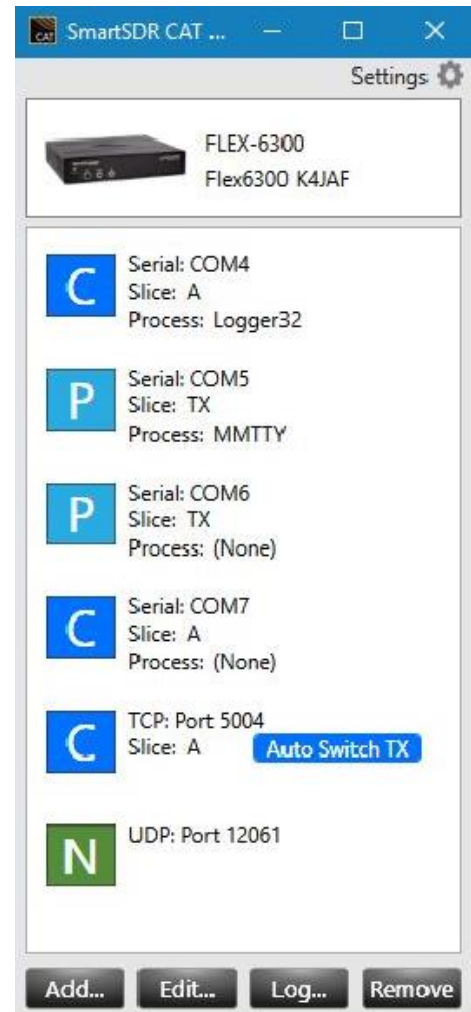 CAT SmartSDR CAT ...
Settings
FLEX-6300
Flex6300 K4JAF
C
Serial: COM4
Slice: A
Process: Logger32
P
Serial: COM5
Slice: TX
Process: MMTTY
P
Serial: COM6
Slice: TX
Process: (None)
C
Serial: COM7
Slice: A
Process: (None)
C
TCP: Port 5004
Slice: A Auto Switch TX
N
UDP: Port 12061
Add... Edit... Log... Remove